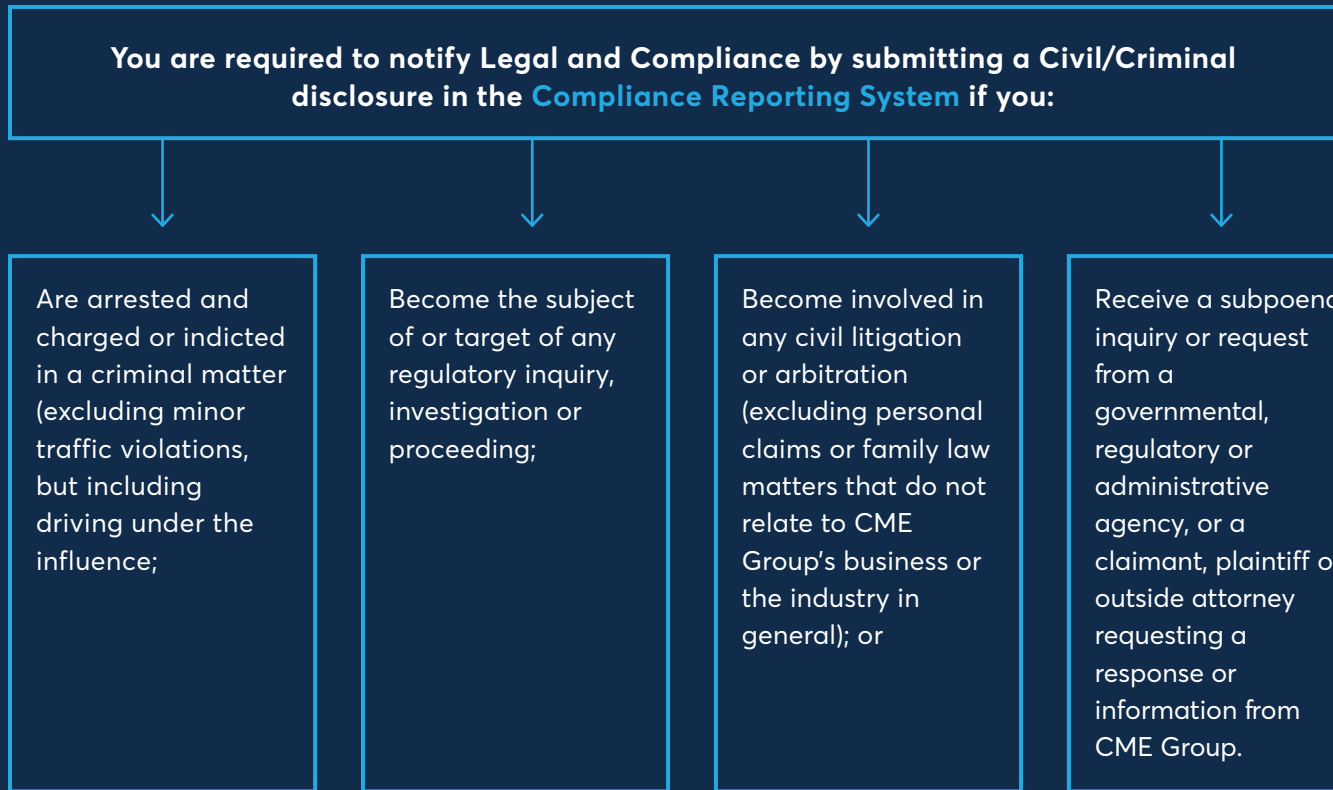 You are required to notify Legal and Compliance by submitting a Civil/Criminal
disclosure in the Compliance Reporting System if you:
Are arrested and
charged or indicted
in a criminal matter
(excluding minor
traffic violations,
but including
driving under the
influence;
Become the subject
of or target of any
regulatory inquiry,
investigation or
proceeding;
Become involved in
any civil litigation
or arbitration
(excluding personal
claims or family law
matters that do not
relate to CME
Group's business or
the industry in
general); or
Receive a subpoena
inquiry or request
from a
governmental,
regulatory or
administrative
agency, or a
claimant, plaintiff o
outside attorney
requesting a
response or
information from
CME Group.